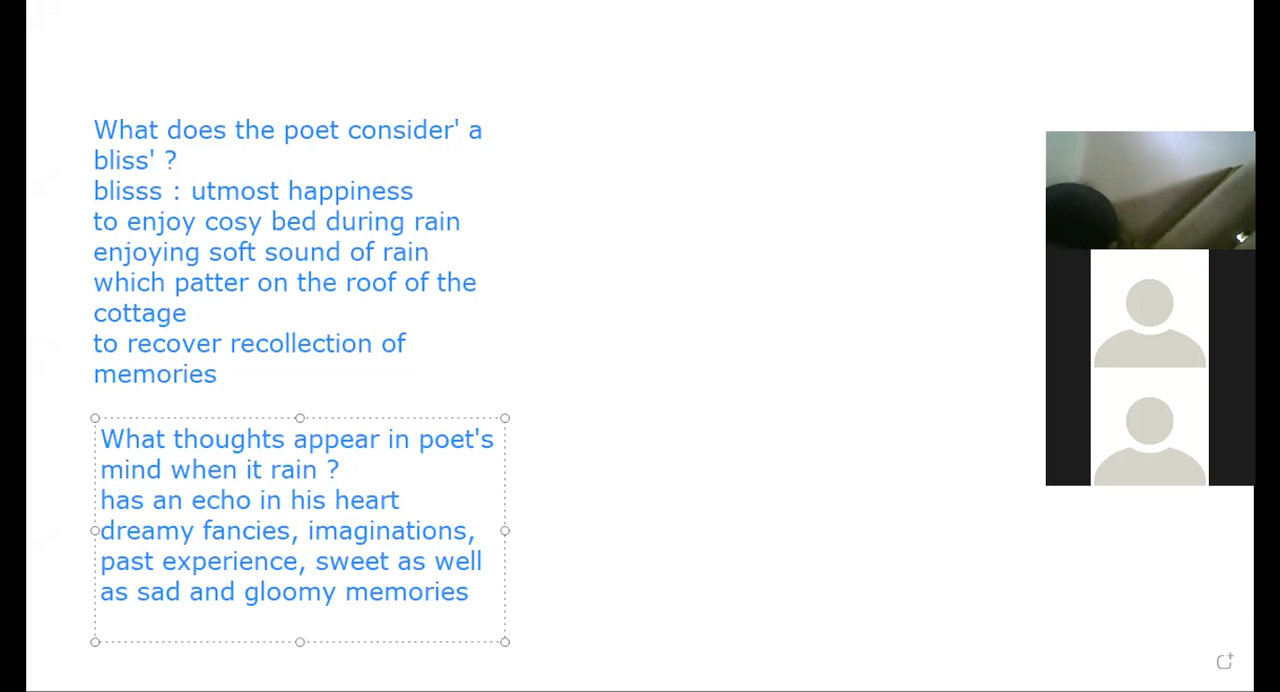 What does the poet consider' a
bliss' ?
blisss : utmost happiness
to enjoy cosy bed during rain
enjoying soft sound of rain
which patter on the roof of the
cottage
to recover recollection of
memories
What thoughts appear in poet's
mind when it rain ?
has an echo in his heart
dreamy fancies, imaginations,
past experience, sweet as well
as sad and gloomy memories